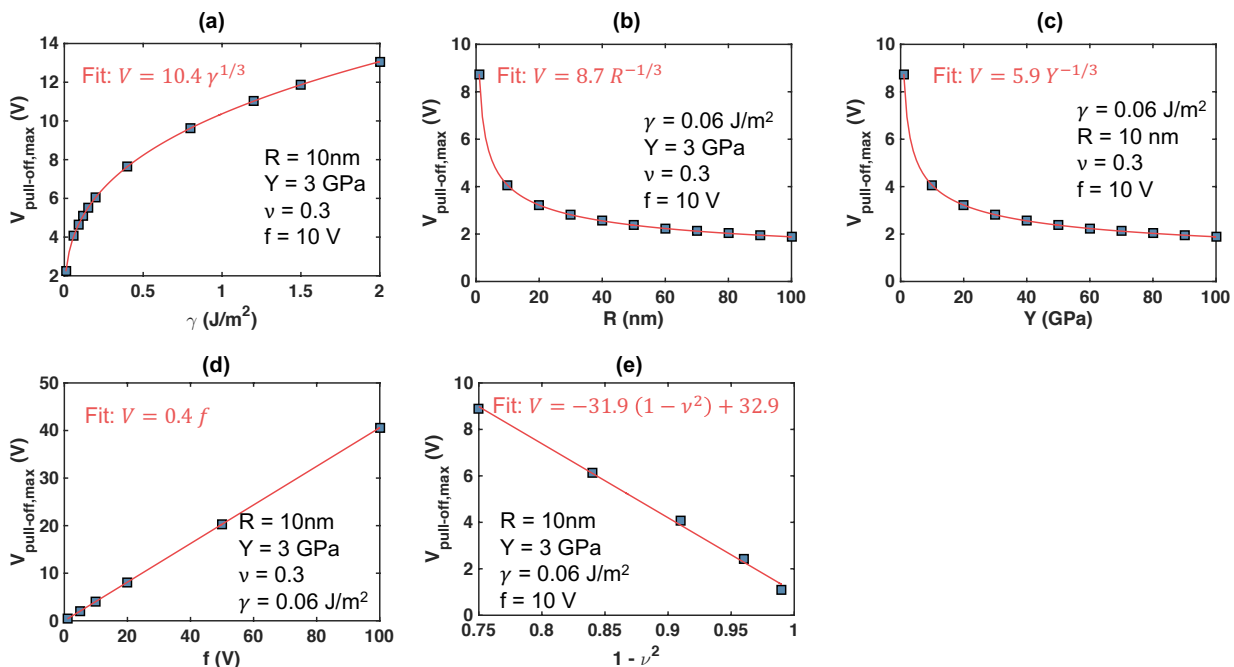 (a)
14
12
10
8
6
4
2
0
0.5
1
1.5
2
V pull-off,max (V)
γ (J/m²)
Fit: V = 10.4 γ^{1/3}
R = 10nm
Y = 3 GPa
ν = 0.3
f = 10 V
(b)
10
8
6
4
2
0
0
20
40
60
80
100
V pull-off,max (V)
R (nm)
Fit: V = 8.7 R^{-1/3}
γ = 0.06 J/m²
Y = 3 GPa
ν = 0.3
f = 10 V
(c)
10
8
6
4
2
0
0
20
40
60
80
100
V pull-off,max (V)
Y (GPa)
Fit: V = 5.9 Y^{-1/3}
γ = 0.06 J/m²
R = 10 nm
ν = 0.3
f = 10 V
(d)
50
40
30
20
10
0
0
20
40
60
80
100
V pull-off,max (V)
f (V)
Fit: V = 0.4 f
R = 10nm
Y = 3 GPa
ν = 0.3
γ = 0.06 J/m²
(e)
10
8
6
4
2
0
0.75
0.8
0.85
0.9
0.95
1
V pull-off,max (V)
1 - ν²
Fit: V = −31.9 (1 − ν²) + 32.9
R = 10nm
Y = 3 GPa
γ = 0.06 J/m²
f = 10 V